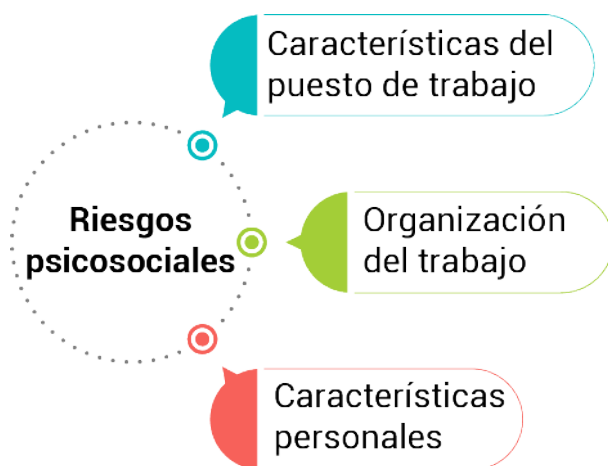 Características del
puesto de trabajo
Riesgos
psicosociales
Organización
del trabajo
Características
personales